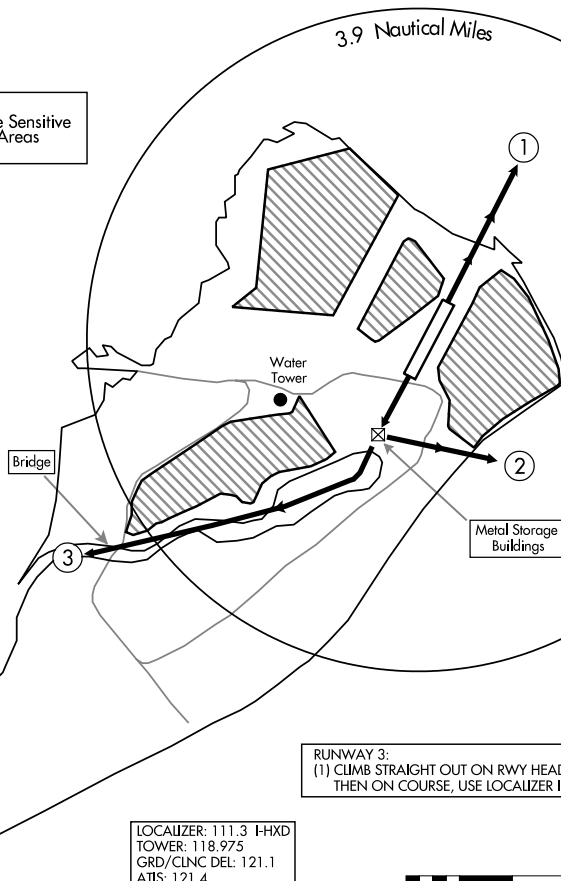 3.9 Nautical Miles
Sensitive
Areas
1
Water
Tower
Bridge
2
Metal Storage
Buildings
3
RUNWAY 3:
(1) CLIMB STRAIGHT OUT ON RWY
THEN ON COURSE, USE LOCALIZER
LOCALIZER: 111.3 I-HXD
TOWER: 118.975
GRD/CLNC DEL: 121.1
ATIS: 121.4